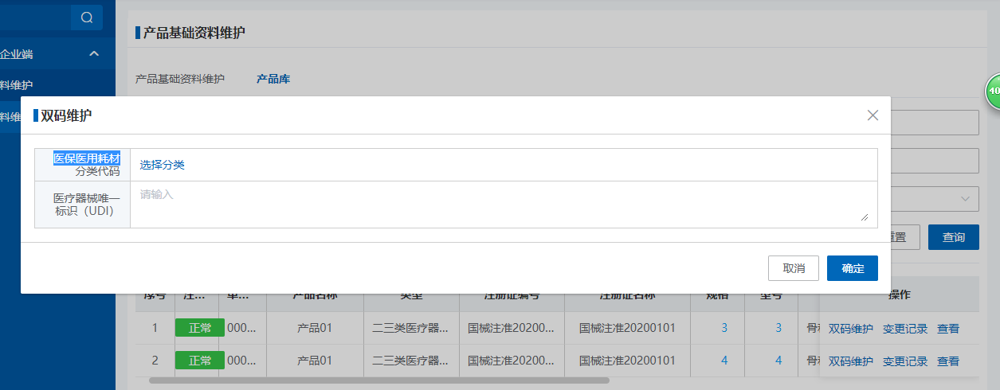 企业端
料维护
料维
产品基础资料维护
产品基础资料维护 产品库
40
双码维护
医保医用耗材
分类代码
选择分类
医疗器械唯一
标识（UDI）
请输入
取消 确定
重置 查询
序号 注... 单... 产品名称 类型 注册证编号 注册证名称 规格 型号 操作
1 正常 000... 产品01 二三类医疗器... 国械注准20200... 国械注准20200101 3 3 骨科 双码维护 变更记录 查看
2 正常 000... 产品01 二三类医疗器... 国械注准20200... 国械注准20200101 4 4 骨科 双码维护 变更记录 查看